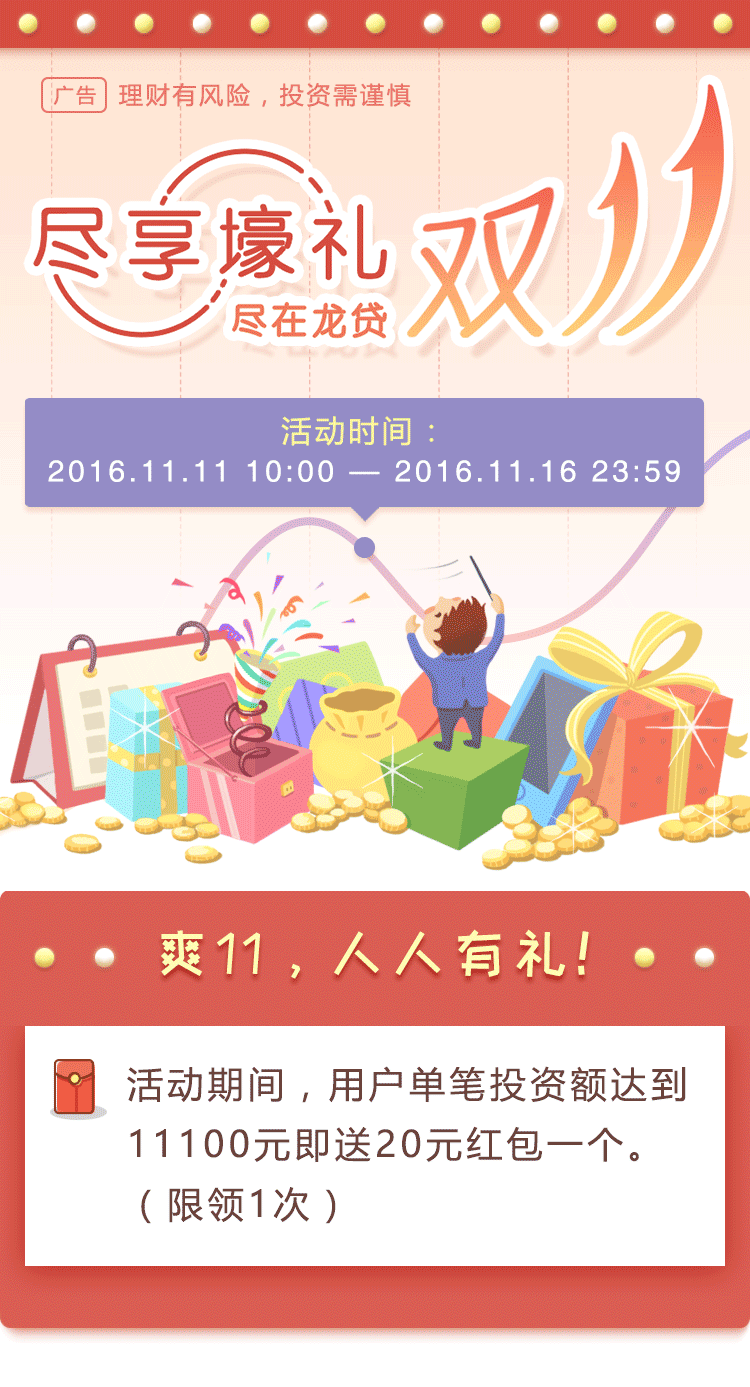 广告 理财有风险，投资需谨慎
尽享壕礼
尽在龙贷
双11
活动时间：
2016.11.11 10:00 — 2016.11.16 23:59
爽11，人人有礼!
活动期间，用户单笔投资额达到
11100元即送20元红包一个。
（限领1次）